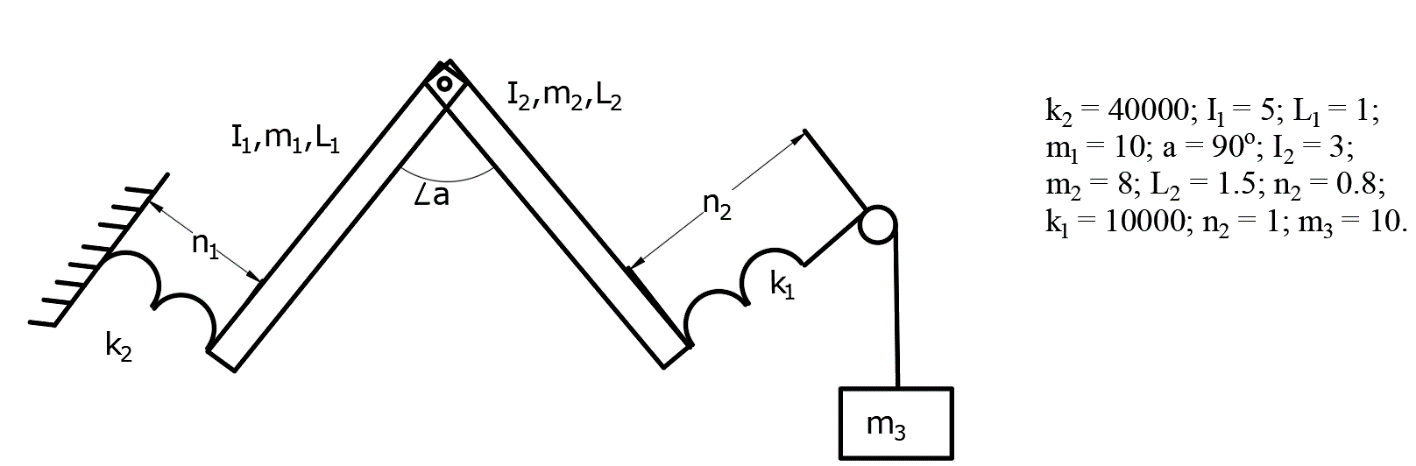 I₂,m₂,L₂
I₁,m₁,L₁
∠a
n₁
n₂
k₁
k₂
m₃
k₂ = 40000; I₁ = 5; L₁ = 1;
m₁ = 10; a = 90º; I₂ = 3;
m₂ = 8; L₂ = 1.5; n₂ = 0.8;
k₁ = 10000; n₂ = 1; m₃ = 10.